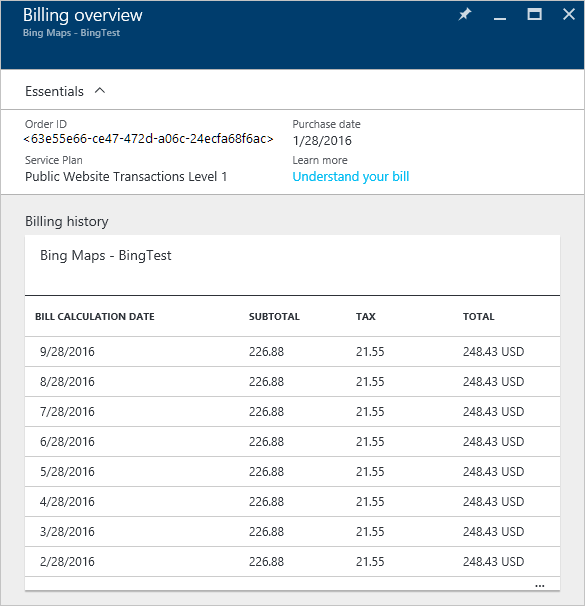 Billing overview
Bing Maps - BingTest
Essentials
Order ID Purchase date
<63e55e66-ce47-472d-a06c-24ecfa68f6ac> 1/28/2016
Service Plan Learn more
Public Website Transactions Level 1 Understand your bill
Billing history
Bing Maps - BingTest
BILL CALCULATION DATE SUBTOTAL TAX TOTAL
9/28/2016 226.88 21.55 248.43 USD
8/28/2016 226.88 21.55 248.43 USD
7/28/2016 226.88 21.55 248.43 USD
6/28/2016 226.88 21.55 248.43 USD
5/28/2016 226.88 21.55 248.43 USD
4/28/2016 226.88 21.55 248.43 USD
3/28/2016 226.88 21.55 248.43 USD
2/28/2016 226.88 21.55 248.43 USD
...